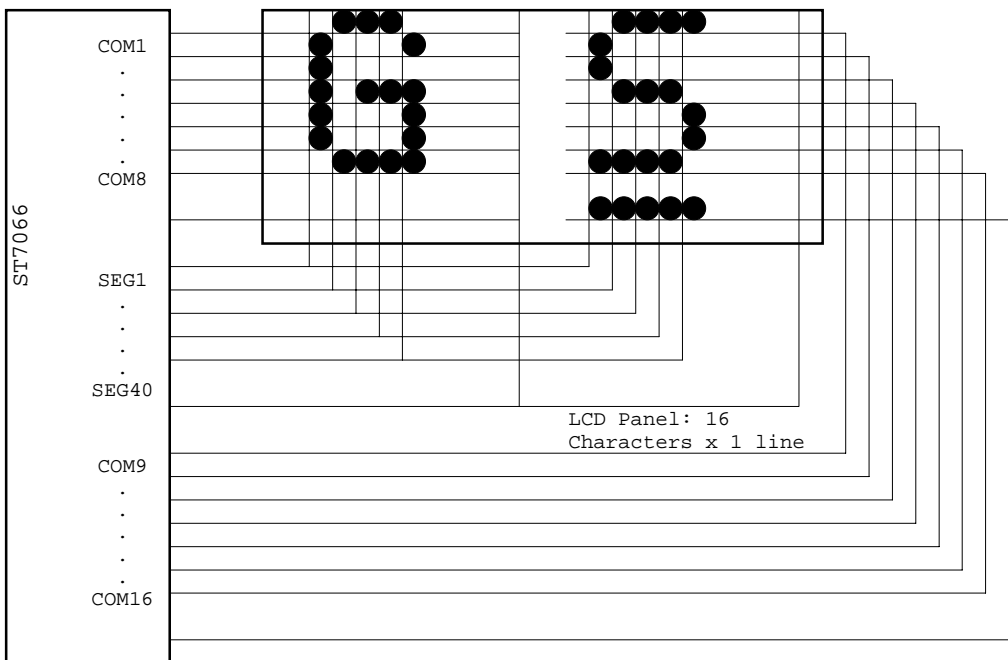 ST7066
COM1
.
.
.
.
.
COM8
SEG1
.
.
.
.
SEG40
COM9
.
.
.
.
.
COM16
G S
LCD Panel: 16
Characters x 1 line